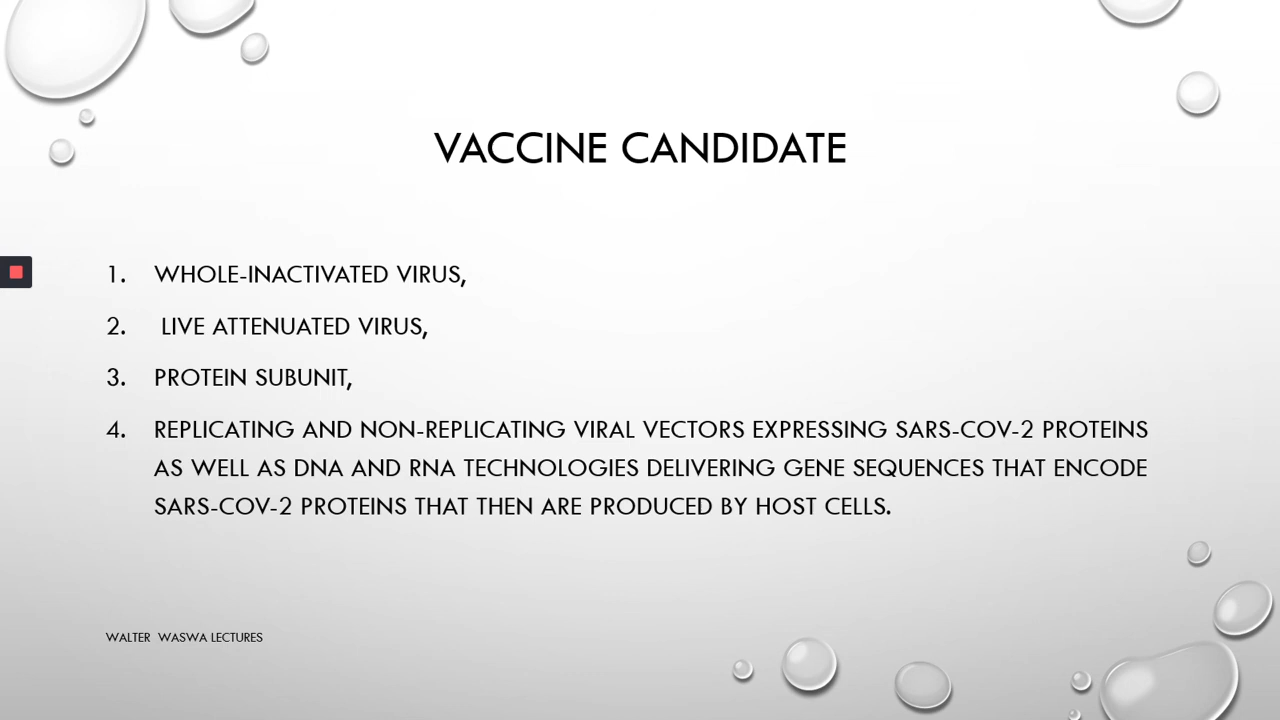 VACCINE CANDIDATE
1. WHOLE-INACTIVATED VIRUS,
2. LIVE ATTENUATED VIRUS,
3. PROTEIN SUBUNIT,
4. REPLICATING AND NON-REPLICATING VIRAL VECTORS EXPRESSING SARS-COV-2 PROTEINS
AS WELL AS DNA AND RNA TECHNOLOGIES DELIVERING GENE SEQUENCES THAT ENCODE
SARS-COV-2 PROTEINS THAT THEN ARE PRODUCED BY HOST CELLS.
WALTER WASWA LECTURES